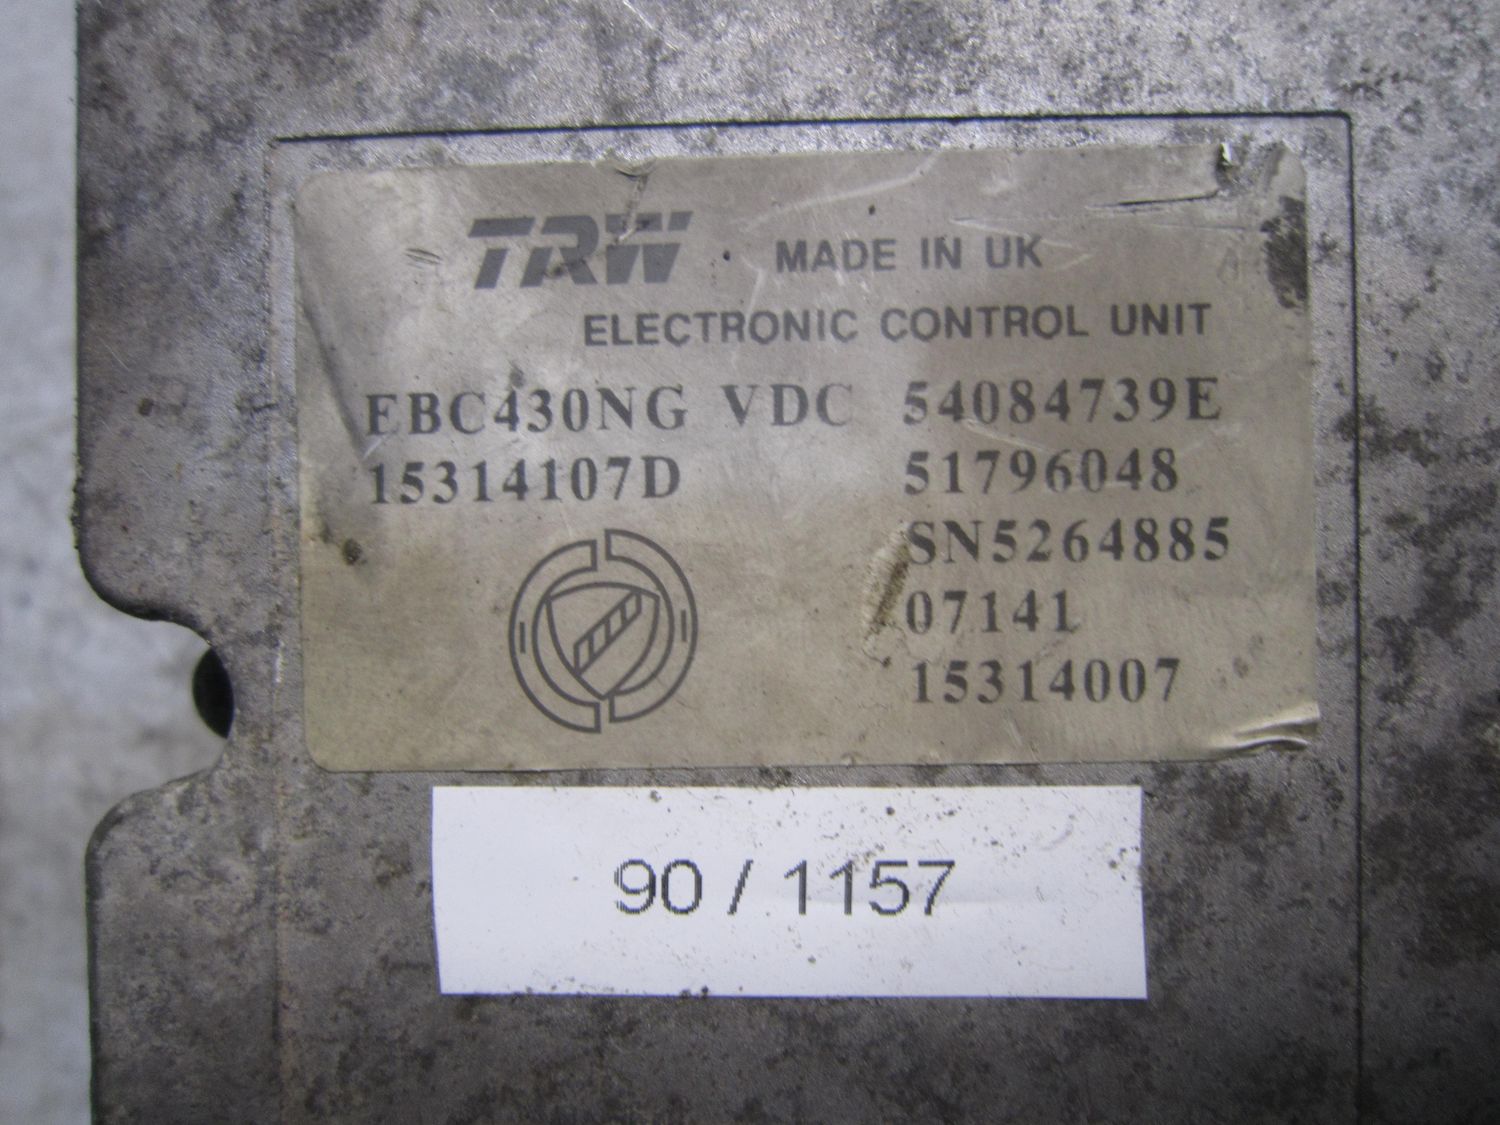 TRW MADE IN UK
ELECTRONIC CONTROL UNIT
EBC430NG VDC 54084739E
15314107D 51796048
SN5264885
07141
15314007
90 / 1157